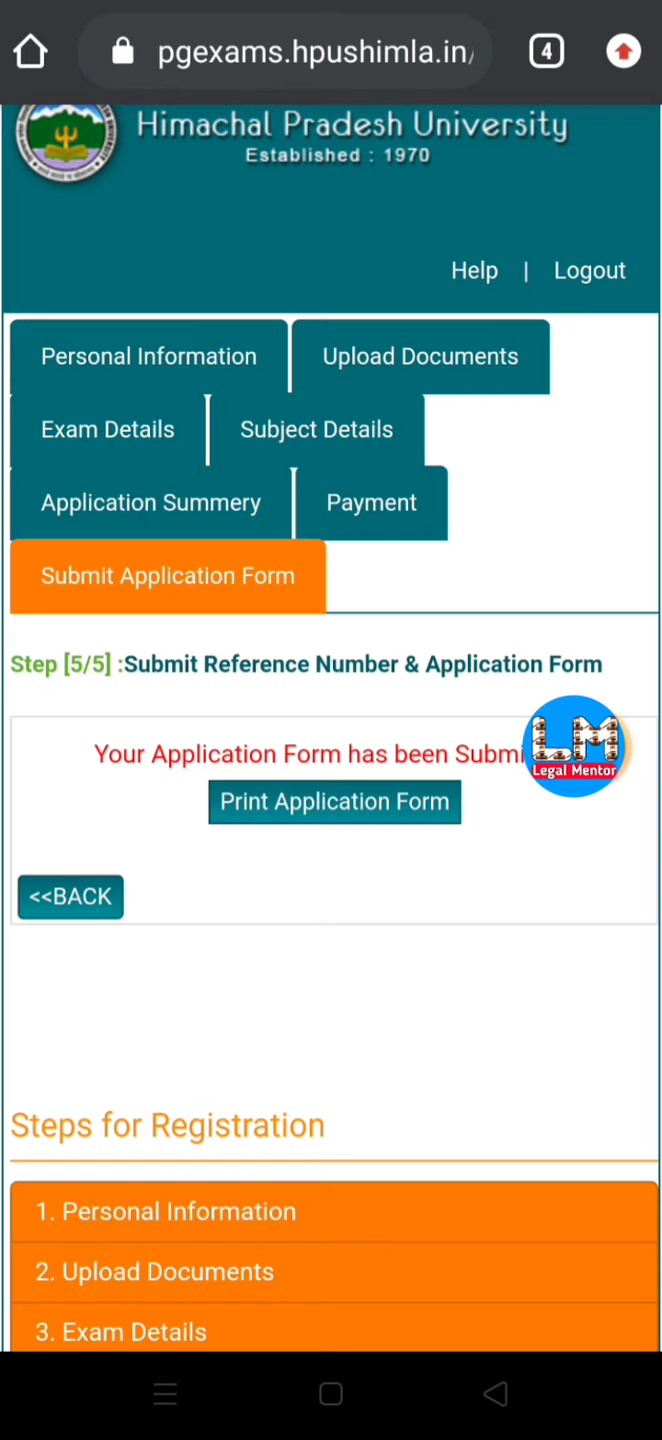 pgexams.hpushimla.in/
4
Himachal Pradesh University
Established : 1970
Help | Logout
Personal Information
Upload Documents
Exam Details
Subject Details
Application Summery
Payment
Submit Application Form
Step [5/5] :Submit Reference Number & Application Form
Your Application Form has been Submi
LM
Legal Mentor
Print Application Form
<<BACK
Steps for Registration
1. Personal Information
2. Upload Documents
3. Exam Details